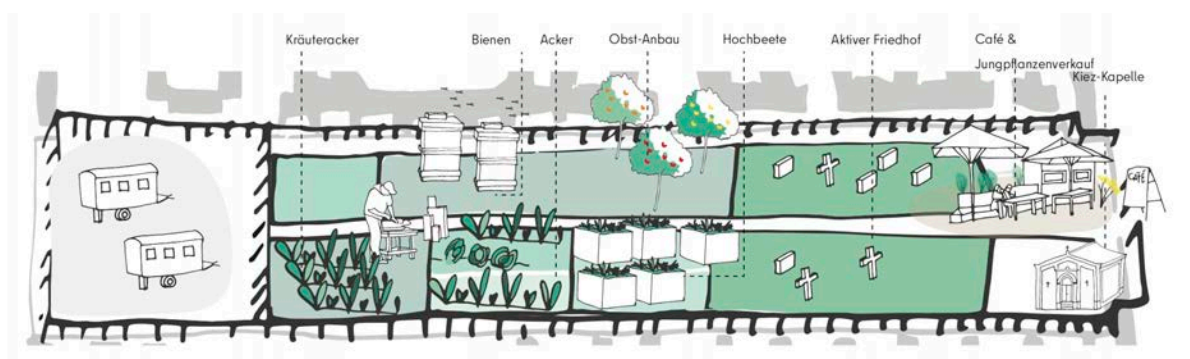 Kräuteracker
Bienen
Acker
Obst-Anbau
Hochbeete
Aktiver Friedhof
Café &
Jungpflanzenverkauf
Kiez-Kapelle
Café